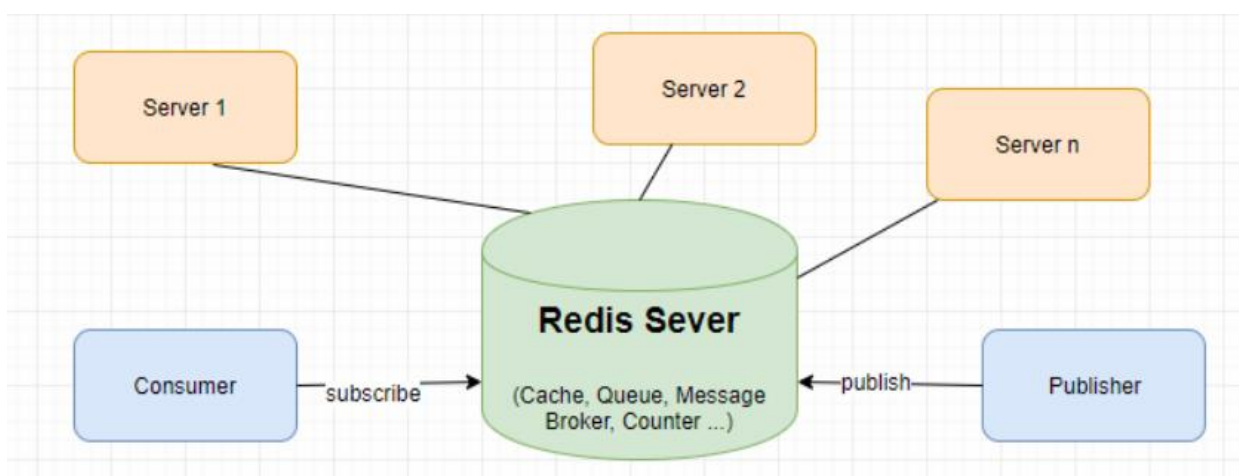 Server 1
Server 2
Server n
Redis Sever
(Cache, Queue, Message
Broker, Counter ...)
Consumer
subscribe
publish
Publisher